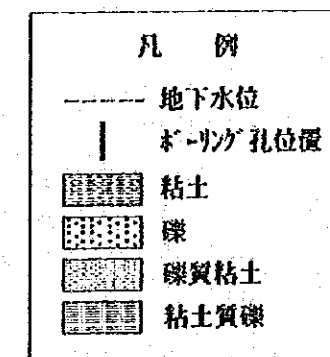 凡 例
地下水位
ボーリング孔位置
粘土
礫
礫質粘土
粘土質礫